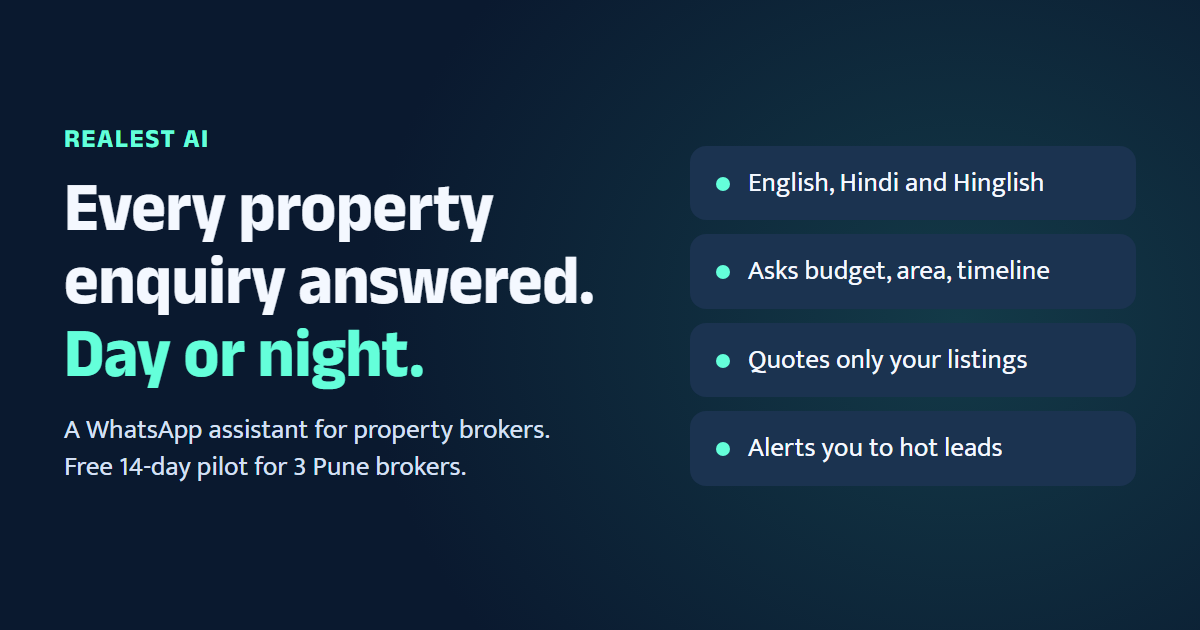 REALEST AI
Every property
enquiry answered.
Day or night.
A WhatsApp assistant for property brokers.
Free 14-day pilot for 3 Pune brokers.
English, Hindi and Hinglish
Asks budget, area, timeline
Quotes only your listings
Alerts you to hot leads